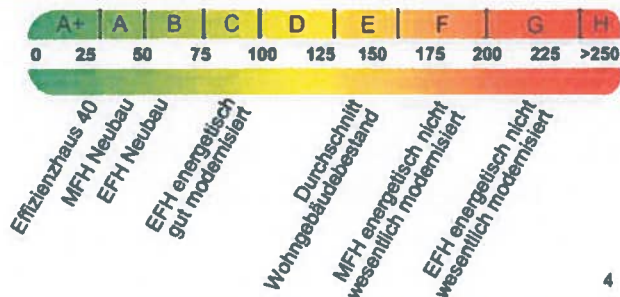 A+ A B C D E F G H
0 25 50 75 100 125 150 175 200 225 >250
Effizienzhaus 40
MFH Neubau
EFH Neubau
EFH energetisch
gut modernisiert
Durchschnitt
Wohngebäudebestand
MFH energetisch nicht
wesentlich modernisiert
EFH energetisch nicht
wesentlich modernisiert
4